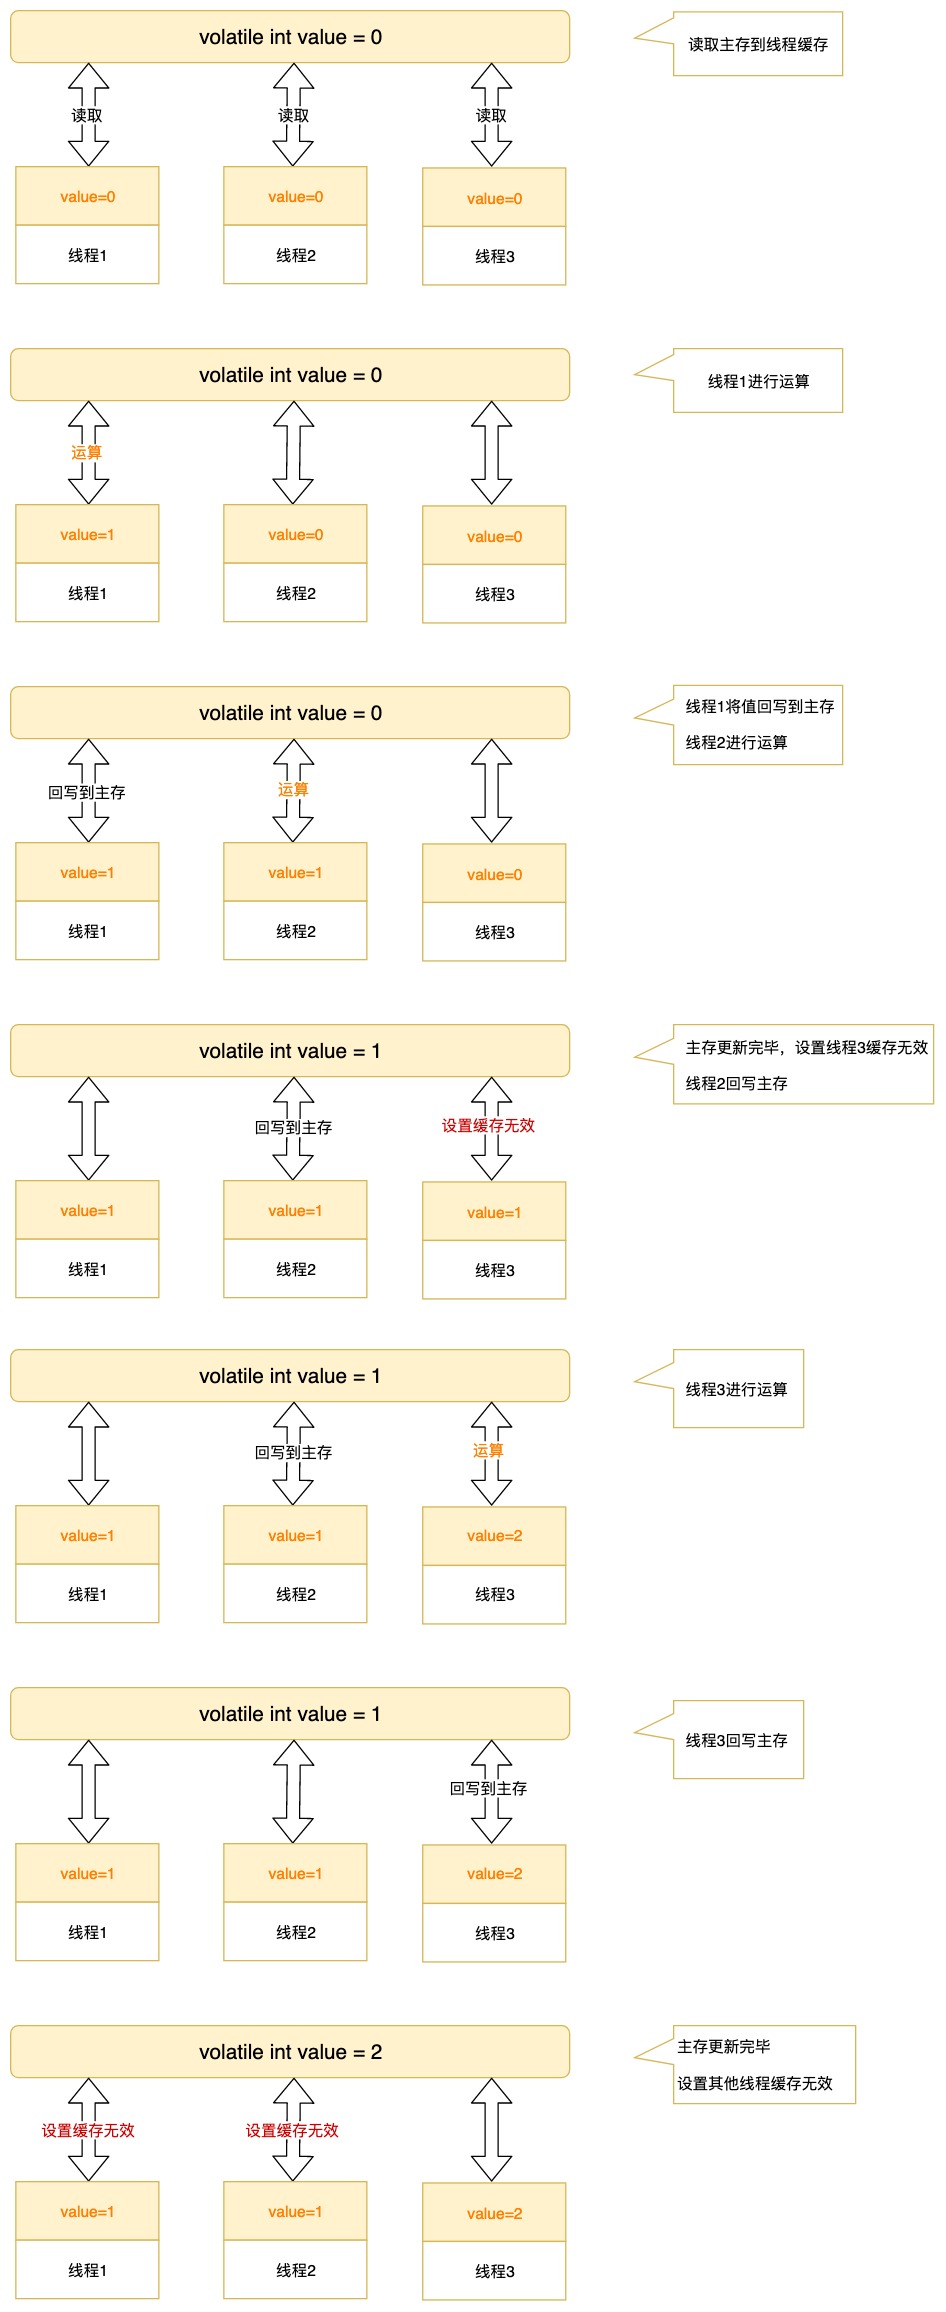 volatile int value = 0
读取主存到线程缓存
读取
读取
读取
value=0
value=0
value=0
线程1
线程2
线程3
volatile int value = 0
线程1进行运算
运算
value=1
value=0
value=0
线程1
线程2
线程3
volatile int value = 0
线程1将值回写到主存
线程2进行运算
回写到主存
运算
value=1
value=1
value=0
线程1
线程2
线程3
volatile int value = 1
主存更新完毕，设置线程3缓存无效
线程2回写主存
回写到主存
设置缓存无效
value=1
value=1
value=1
线程1
线程2
线程3
volatile int value = 1
线程3进行运算
回写到主存
运算
value=1
value=1
value=2
线程1
线程2
线程3
volatile int value = 1
线程3回写主存
回写到主存
value=1
value=1
value=2
线程1
线程2
线程3
volatile int value = 2
主存更新完毕
设置其他线程缓存无效
设置缓存无效
设置缓存无效
value=1
value=1
value=2
线程1
线程2
线程3